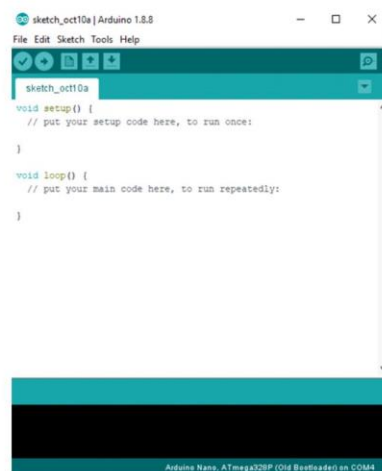 sketch_oct10a | Arduino 1.8.8
File Edit Sketch Tools Help
sketch_oct10a
void setup() {
// put your setup code here, to run once:
}
void loop() {
// put your main code here, to run repeatedly:
}
Arduino Nano, ATmega328P (Old Bootloader) on COM4